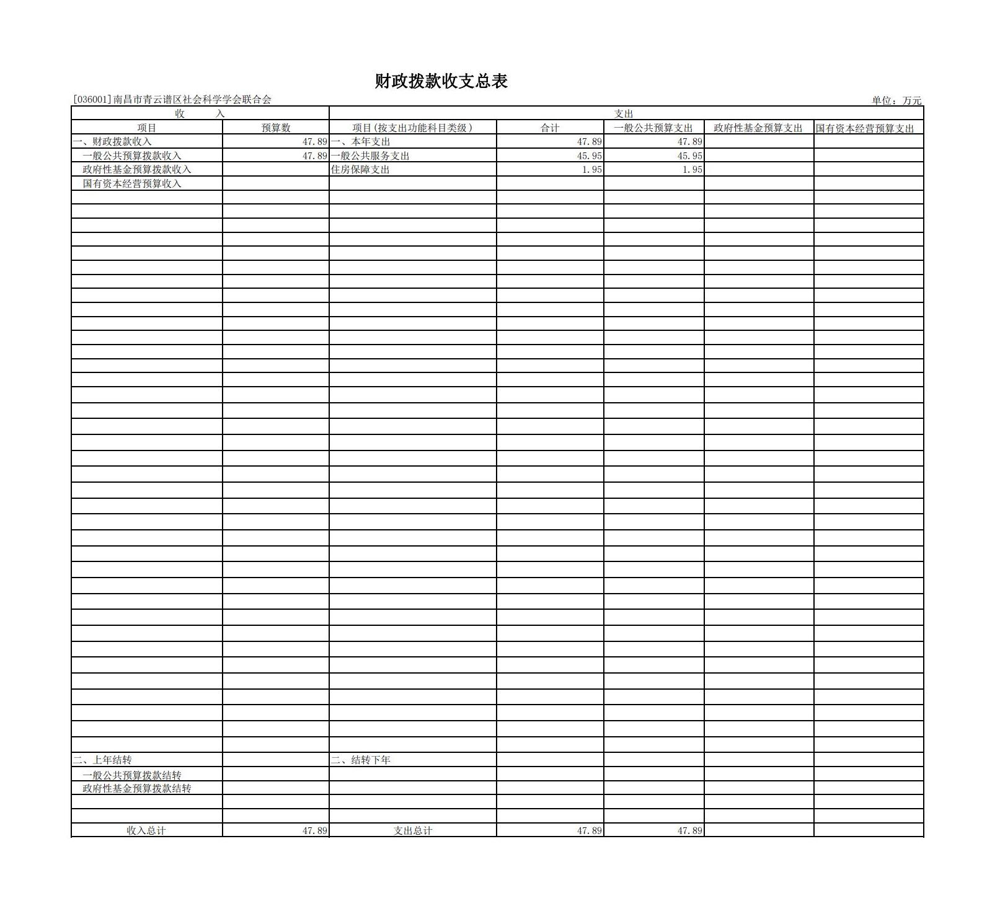 财政拨款收支总表
[036001]南昌市青云谱区社会科学学会联合会 单位：万元
收 入 支出
项目 预算数 项目(按支出功能科目类级) 合计 一般公共预算支出 政府性基金预算支出 国有资本经营预算支出
一、财政拨款收入 47.89 一、本年支出 47.89 47.89
一般公共预算拨款收入 47.89 一般公共服务支出 45.95 45.95
政府性基金预算拨款收入 住房保障支出 1.95 1.95
国有资本经营预算收入
二、上年结转 二、结转下年
一般公共预算拨款结转
政府性基金预算拨款结转
收入总计 47.89 支出总计 47.89 47.89